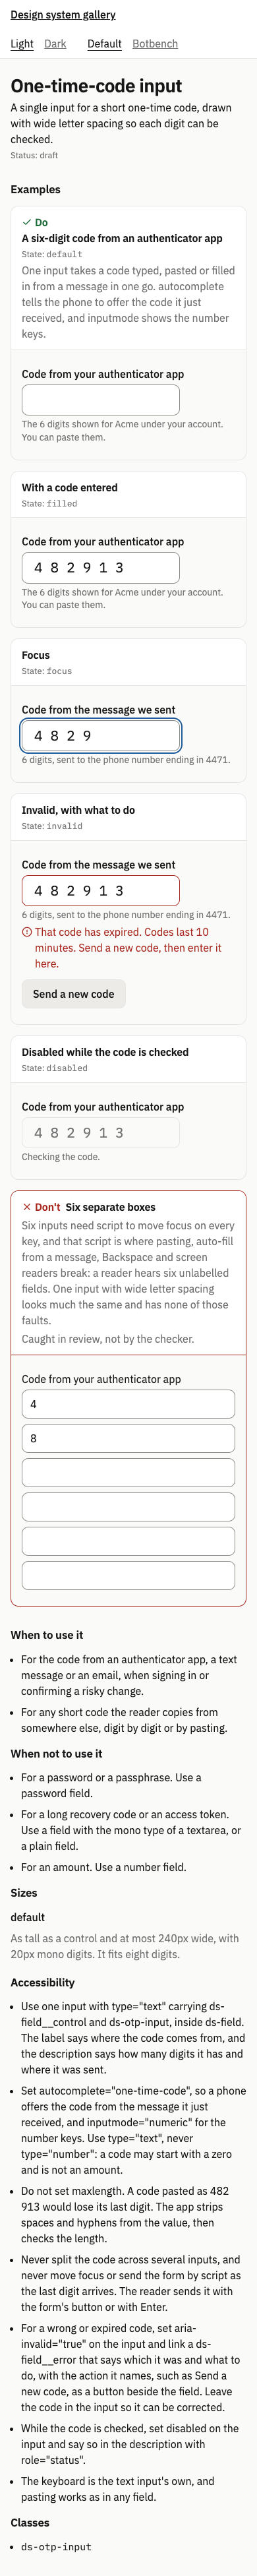 Design system gallery
Light Dark Default Botbench
One-time-code input
A single input for a short one-time code, drawn
with wide letter spacing so each digit can be
checked.
Status: draft
Examples
✓ Do
A six-digit code from an authenticator app
State: default
One input takes a code typed, pasted or filled
in from a message in one go. autocomplete
tells the phone to offer the code it just
received, and inputmode shows the number
keys.
Code from your authenticator app
The 6 digits shown for Acme under your account.
You can paste them.
With a code entered
State: filled
Code from your authenticator app
4 8 2 9 1 3
The 6 digits shown for Acme under your account.
You can paste them.
Focus
State: focus
Code from the message we sent
4 8 2 9
6 digits, sent to the phone number ending in 4471.
Invalid, with what to do
State: invalid
Code from the message we sent
4 8 2 9 1 3
6 digits, sent to the phone number ending in 4471.
That code has expired. Codes last 10
minutes. Send a new code, then enter it
here.
Send a new code
Disabled while the code is checked
State: disabled
Code from your authenticator app
4 8 2 9 1 3
Checking the code.
✕ Don't Six separate boxes
Six inputs need script to move focus on every
key, and that script is where pasting, auto-fill
from a message, Backspace and screen
readers break: a reader hears six unlabelled
fields. One input with wide letter spacing
looks much the same and has none of those
faults.
Caught in review, not by the checker.
Code from your authenticator app
4
8
When to use it
• For the code from an authenticator app, a text
message or an email, when signing in or
confirming a risky change.
• For any short code the reader copies from
somewhere else, digit by digit or by pasting.
When not to use it
• For a password or a passphrase. Use a
password field.
• For a long recovery code or an access token.
Use a field with the mono type of a textarea, or
a plain field.
• For an amount. Use a number field.
Sizes
default
As tall as a control and at most 240px wide, with
20px mono digits. It fits eight digits.
Accessibility
• Use one input with type="text" carrying ds-
field__control and ds-otp-input, inside ds-field.
The label says where the code comes from, and
the description says how many digits it has and
where it was sent.
• Set autocomplete="one-time-code", so a phone
offers the code from the message it just
received, and inputmode="numeric" for the
number keys. Use type="text", never
type="number": a code may start with a zero
and is not an amount.
• Do not set maxlength. A code pasted as 482
913 would lose its last digit. The app strips
spaces and hyphens from the value, then
checks the length.
• Never split the code across several inputs, and
never move focus or send the form by script as
the last digit arrives. The reader sends it with
the form's button or with Enter.
• For a wrong or expired code, set aria-
invalid="true" on the input and link a ds-
field__error that says which it was and what to
do, with the action it names, such as Send a
new code, as a button beside the field. Leave
the code in the input so it can be corrected.
• While the code is checked, set disabled on the
input and say so in the description with
role="status".
• The keyboard is the text input's own, and
pasting works as in any field.
Classes
• ds-otp-input